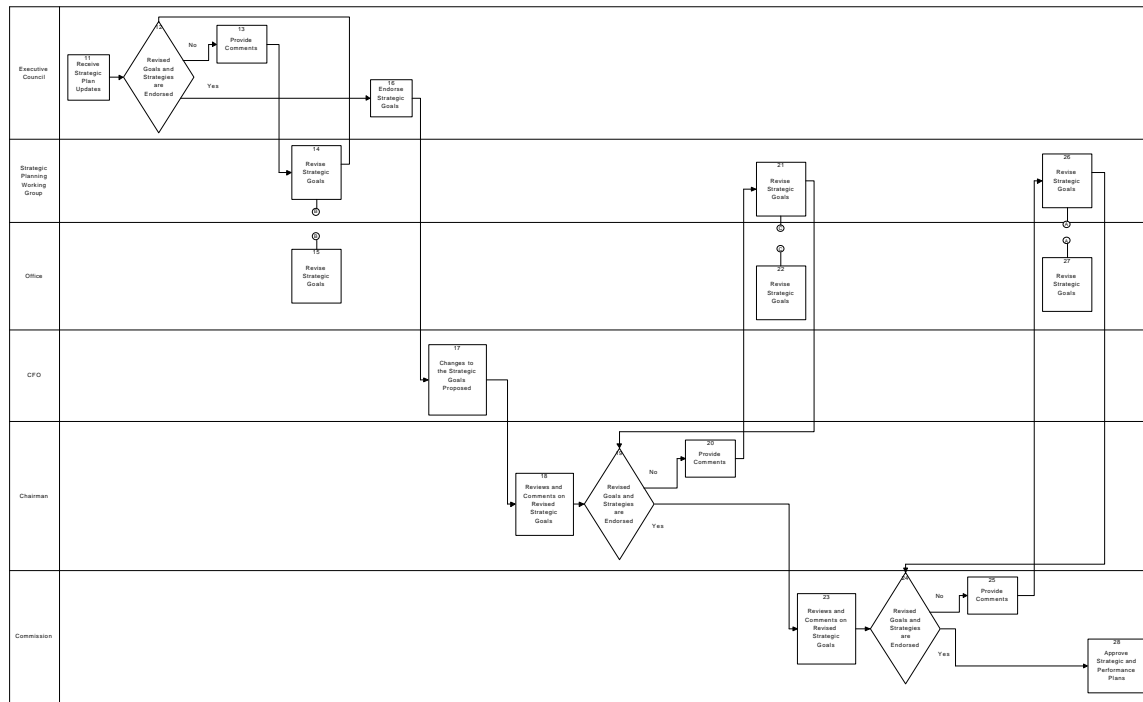 Executive
Council
11
Receive
Strategic
Plan
Updates
12
Revised
Goals and
Strategies
are
Endorsed
No
Yes
13
Provide
Comments
16
Endorse
Strategic
Goals
Strategic
Planning
Working
Group
14
Revise
Strategic
Goals
B
21
Revise
Strategic
Goals
C
26
Revise
Strategic
Goals
A
Office
B
15
Revise
Strategic
Goals
C
22
Revise
Strategic
Goals
A
27
Revise
Strategic
Goals
CFO
17
Changes to
the Strategic
Goals
Proposed
Chairman
18
Reviews and
Comments on
Revised
Strategic
Goals
19
Revised
Goals and
Strategies
are
Endorsed
No
Yes
20
Provide
Comments
Commission
23
Reviews and
Comments on
Revised
Strategic
Goals
24
Revised
Goals and
Strategies
are
Endorsed
No
Yes
25
Provide
Comments
28
Approve
Strategic and
Performance
Plans